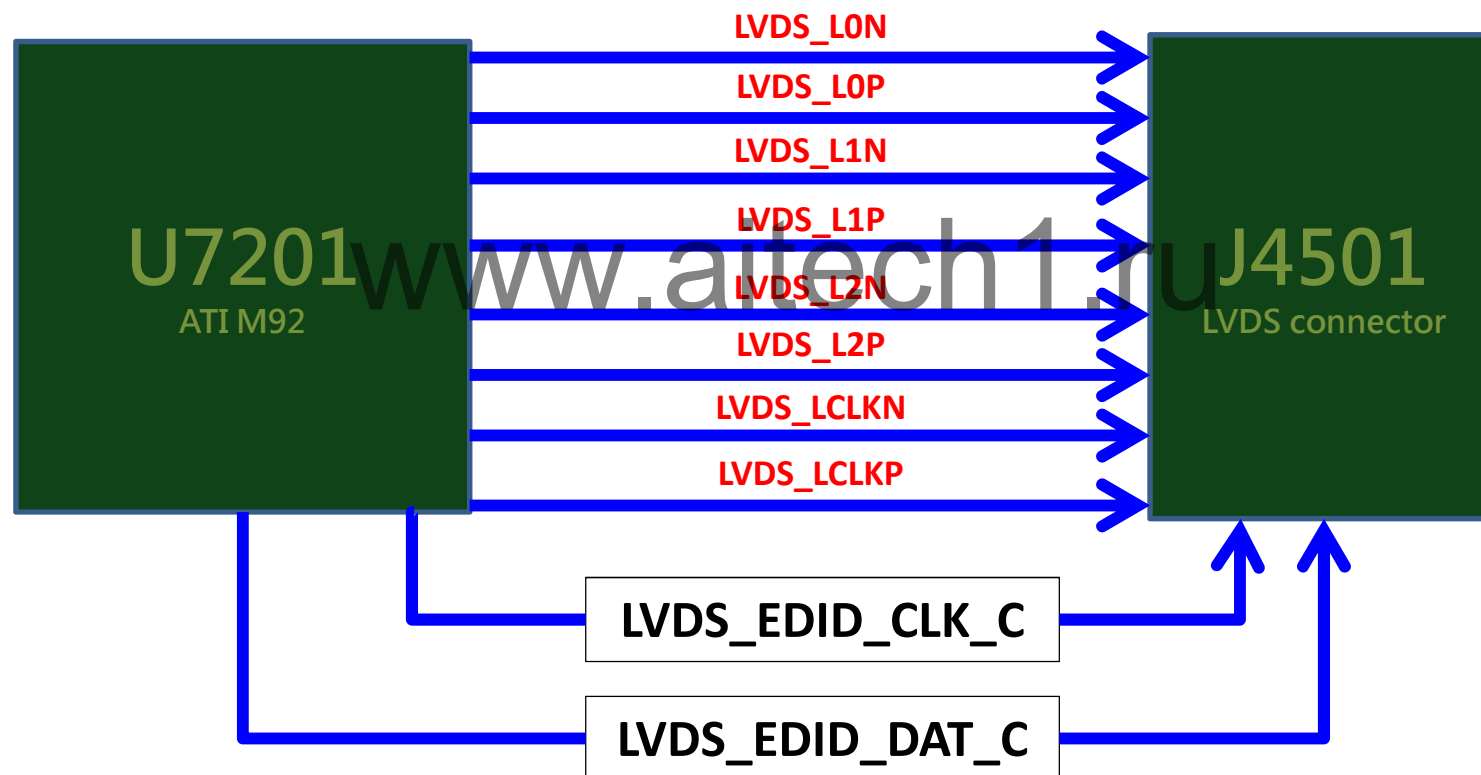 LVDS_L0N
LVDS_L0P
LVDS_L1N
LVDS_L1P
U7201
ATI M92
www.aitech1.ru
J4501
LVDS connector
LVDS_L2N
LVDS_L2P
LVDS_LCLKN
LVDS_LCLKP
LVDS_EDID_CLK_C
LVDS_EDID_DAT_C